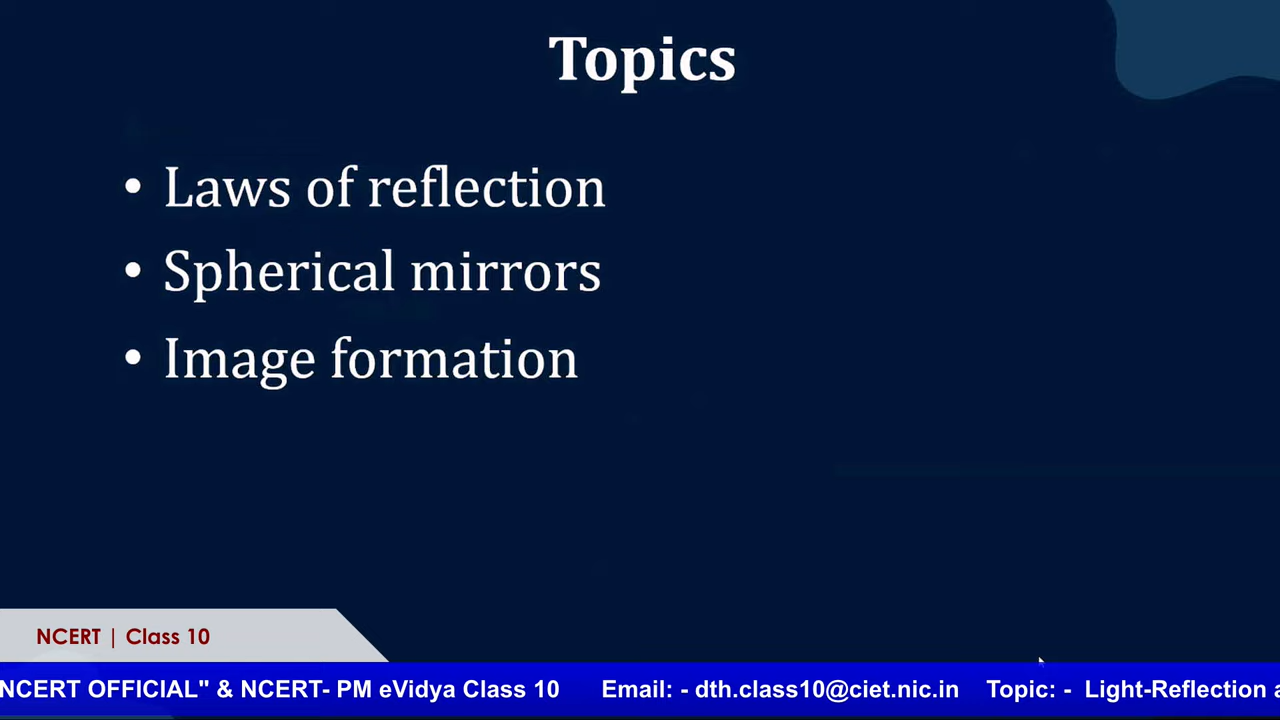 Topics
• Laws of reflection
• Spherical mirrors
• Image formation
NCERT | Class 10
NCERT OFFICIAL" & NCERT- PM eVidya Class 10 Email: - dth.class10@ciet.nic.in Topic: - Light-Reflection a